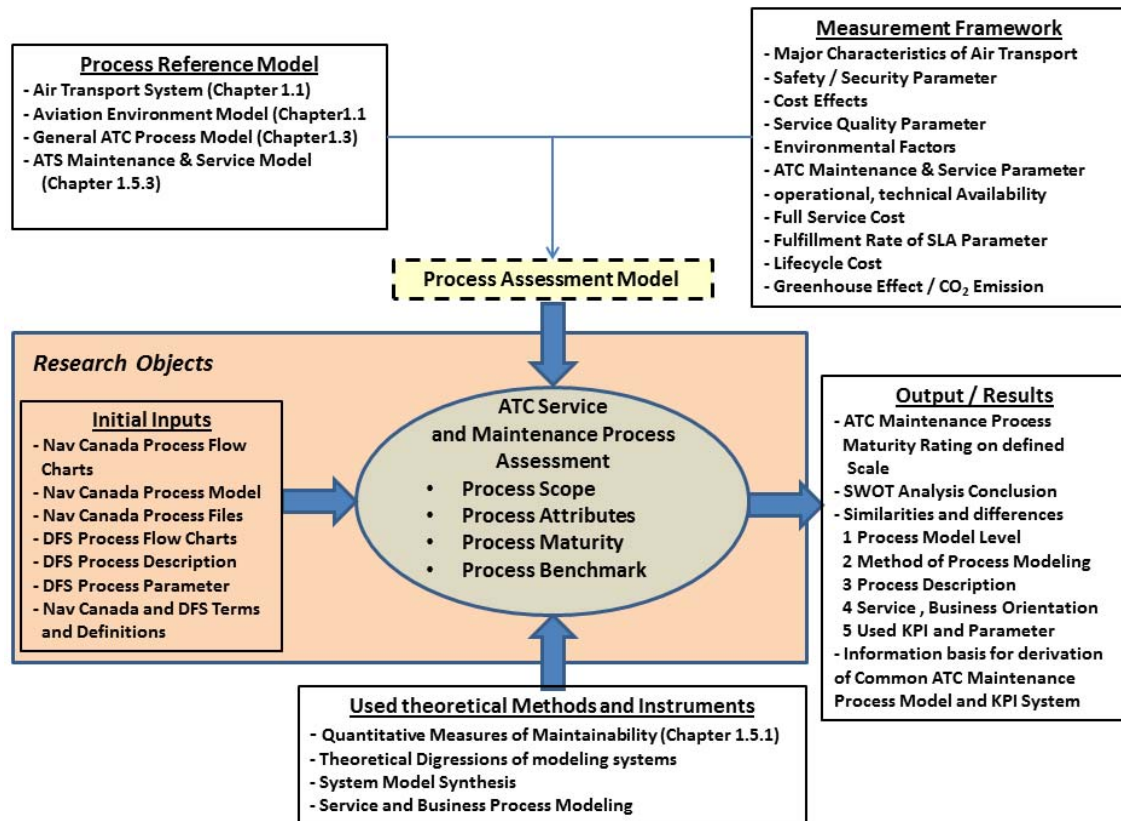 Process Reference Model
- Air Transport System (Chapter 1.1)
- Aviation Environment Model (Chapter1.1
- General ATC Process Model (Chapter1.3)
- ATS Maintenance & Service Model
(Chapter 1.5.3)
Measurement Framework
- Major Characteristics of Air Transport
- Safety / Security Parameter
- Cost Effects
- Service Quality Parameter
- Environmental Factors
- ATC Maintenance & Service Parameter
- operational, technical Availability
- Full Service Cost
- Fulfillment Rate of SLA Parameter
- Lifecycle Cost
- Greenhouse Effect / CO₂ Emission
Process Assessment Model
Research Objects
Initial Inputs
- Nav Canada Process Flow
Charts
- Nav Canada Process Model
- Nav Canada Process Files
- DFS Process Flow Charts
- DFS Process Description
- DFS Process Parameter
- Nav Canada and DFS Terms
and Definitions
ATC Service
and Maintenance Process
Assessment
• Process Scope
• Process Attributes
• Process Maturity
• Process Benchmark
Output / Results
- ATC Maintenance Process
Maturity Rating on defined
Scale
- SWOT Analysis Conclusion
- Similarities and differences
1 Process Model Level
2 Method of Process Modeling
3 Process Description
4 Service , Business Orientation
5 Used KPI and Parameter
- Information basis for derivation
of Common ATC Maintenance
Process Model and KPI System
Used theoretical Methods and Instruments
- Quantitative Measures of Maintainability (Chapter 1.5.1)
- Theoretical Digressions of modeling systems
- System Model Synthesis
- Service and Business Process Modeling